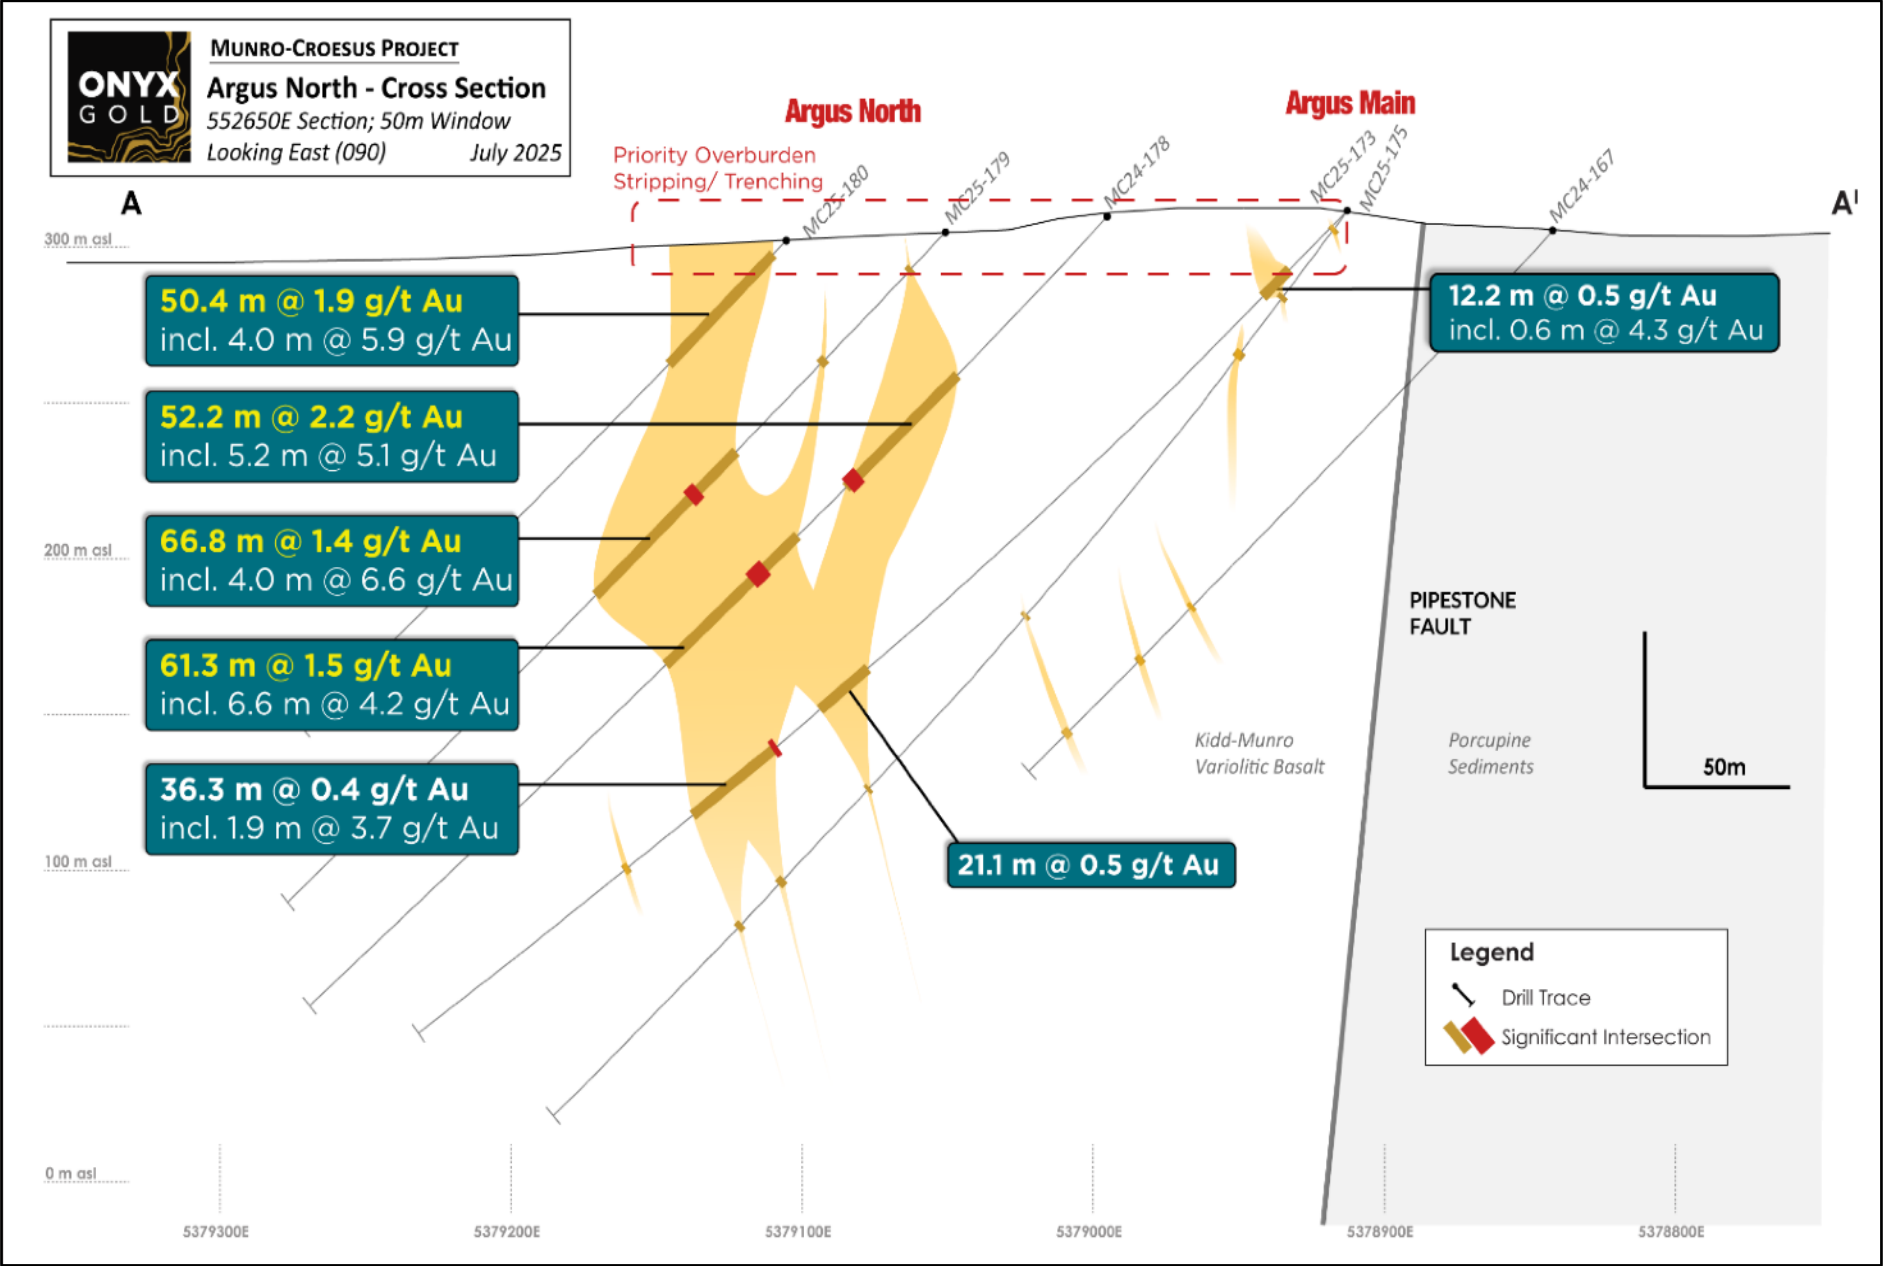 ONYX
GOLD
MUNRO-CROESUS PROJECT
Argus North - Cross Section
552650E Section; 50m Window
Looking East (090) July 2025
Argus North
Argus Main
Priority Overburden
Stripping/ Trenching
MC25-180
MC25-179
MC24-178
MC25-173
MC25-175
MC24-167
A
A'
300 m asl
50.4 m @ 1.9 g/t Au
incl. 4.0 m @ 5.9 g/t Au
12.2 m @ 0.5 g/t Au
incl. 0.6 m @ 4.3 g/t Au
52.2 m @ 2.2 g/t Au
incl. 5.2 m @ 5.1 g/t Au
200 m asl
66.8 m @ 1.4 g/t Au
incl. 4.0 m @ 6.6 g/t Au
PIPESTONE
FAULT
61.3 m @ 1.5 g/t Au
incl. 6.6 m @ 4.2 g/t Au
Kidd-Munro
Variolitic Basalt
Porcupine
Sediments
50m
36.3 m @ 0.4 g/t Au
incl. 1.9 m @ 3.7 g/t Au
100 m asl
21.1 m @ 0.5 g/t Au
Legend
Drill Trace
Significant Intersection
0 m asl
5379300E
5379200E
5379100E
5379000E
5378900E
5378800E